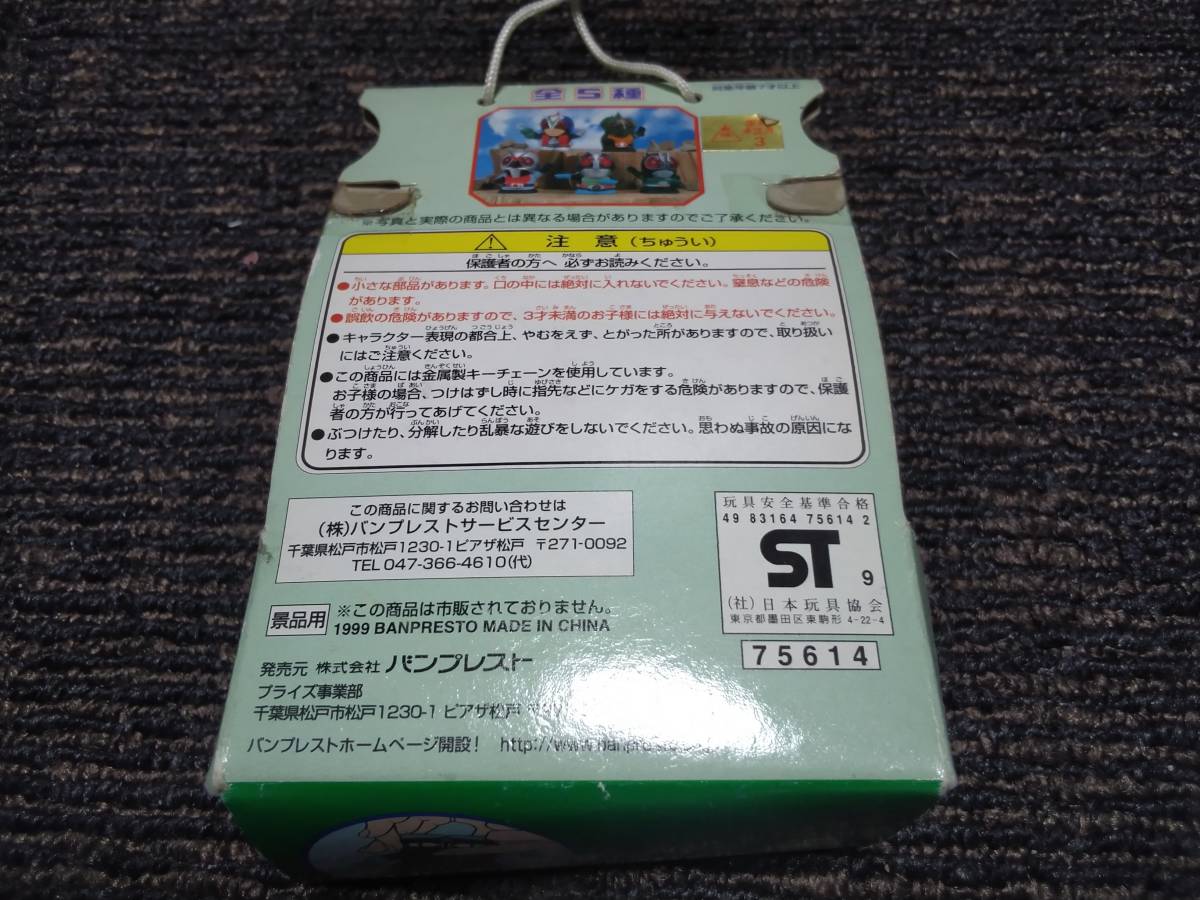 全5種
対象年齢7才以上
3
※写真と実際の商品とは異なる場合がありますのでご了承ください。
注意(ちゅうい)
保護者の方へ 必ずお読みください。
●小さな部品があります。口の中には絶対に入れないでください。窒息などの危険
があります。
●誤飲の危険がありますので、3才未満のお子様には絶対に与えないでください。
●キャラクター表現の都合上、やむをえず、とがった所がありますので、取り扱い
にはご注意ください。
●この商品には金属製キーチェーンを使用しています。
お子様の場合、つけはずし時に指先などにケガをする危険がありますので、保護
者の方が行ってあげてください。
●ぶつけたり、分解したり乱暴な遊びをしないでください。思わぬ事故の原因にな
ります。
この商品に関するお問い合わせは
(株)バンプレストサービスセンター
千葉県松戸市松戸1230-1ピアザ松戸 〒271-0092
TEL 047-366-4610(代)
玩具安全基準合格
49 83164 75614 2
ST 9
(社)日本玩具協会
東京都墨田区東駒形 4-22-4
75614
景品用 ※この商品は市販されておりません。
1999 BANPRESTO MADE IN CHINA
発売元 株式会社 バンプレスト
プライズ事業部
千葉県松戸市松戸1230-1 ピアザ松戸
バンプレストホームページ開設! http://www.banpresto